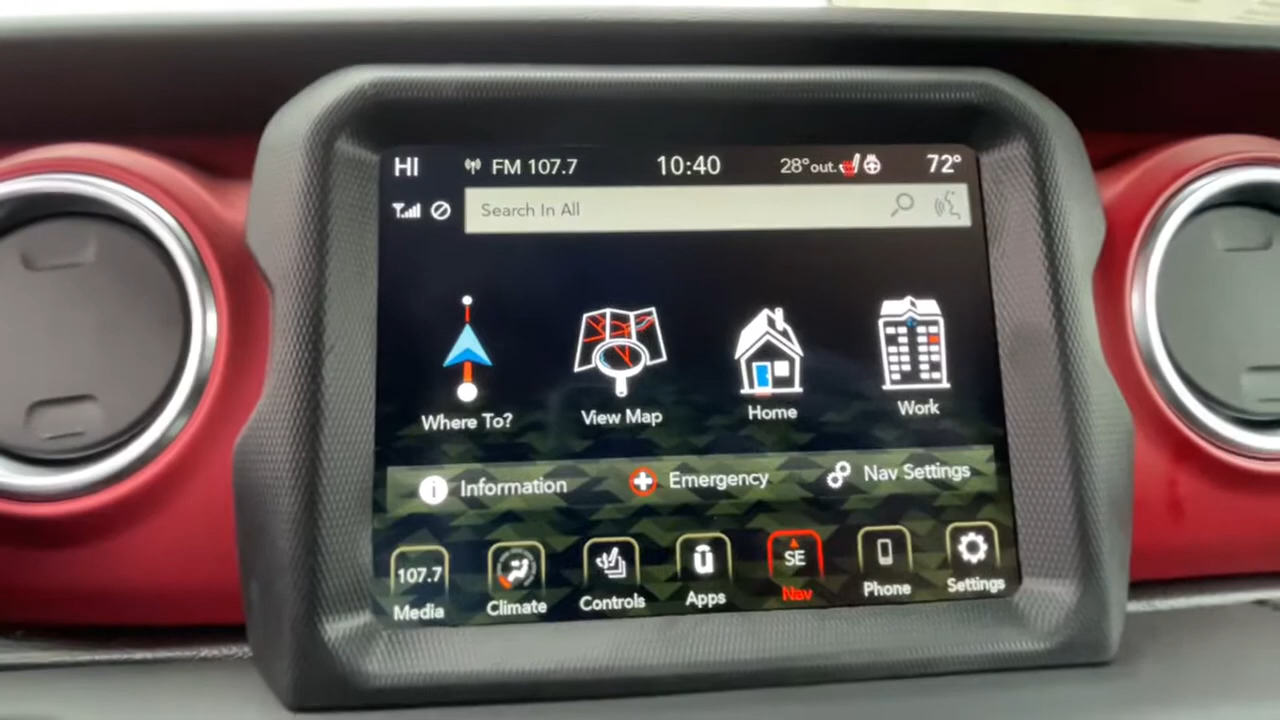 HI FM 107.7 10:40 28° out. 72°
Search In All
Where To? View Map Home Work
i Information Emergency Nav Settings
107.7 ū SE
Media Climate Controls Apps Nav Phone Settings